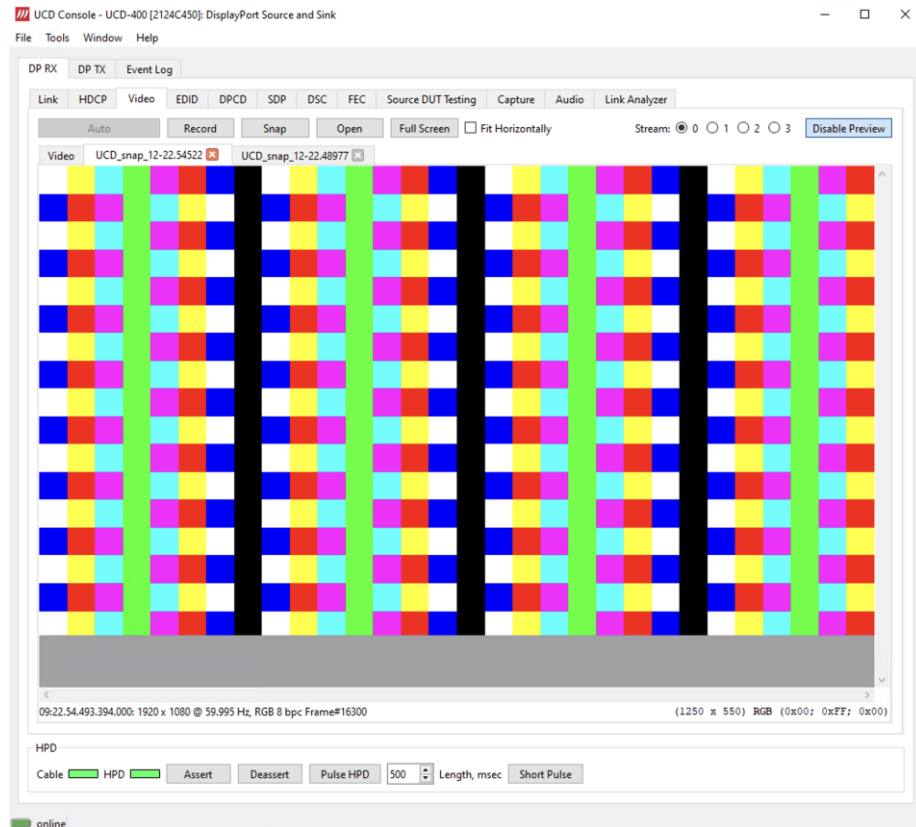 UCD Console - UCD-400 [2124C450]: DisplayPort Source and Sink
File Tools Window Help
DP RX DP TX Event Log
Link HDCP Video EDID DPCD SDP DSC FEC Source DUT Testing Capture Audio Link Analyzer
Auto Record Snap Open Full Screen Fit Horizontally Stream: 0 1 2 3 Disable Preview
Video UCD_snap_12-22.54522 UCD_snap_12-22.48977
09:22.54.493.394.000: 1920 x 1080 @ 59.995 Hz, RGB 8 bpc Frame#16300 (1250 x 550) RGB (0x00; 0xFF; 0x00)
HPD
Cable HPD Assert Deassert Pulse HPD 500 Length, msec Short Pulse
online